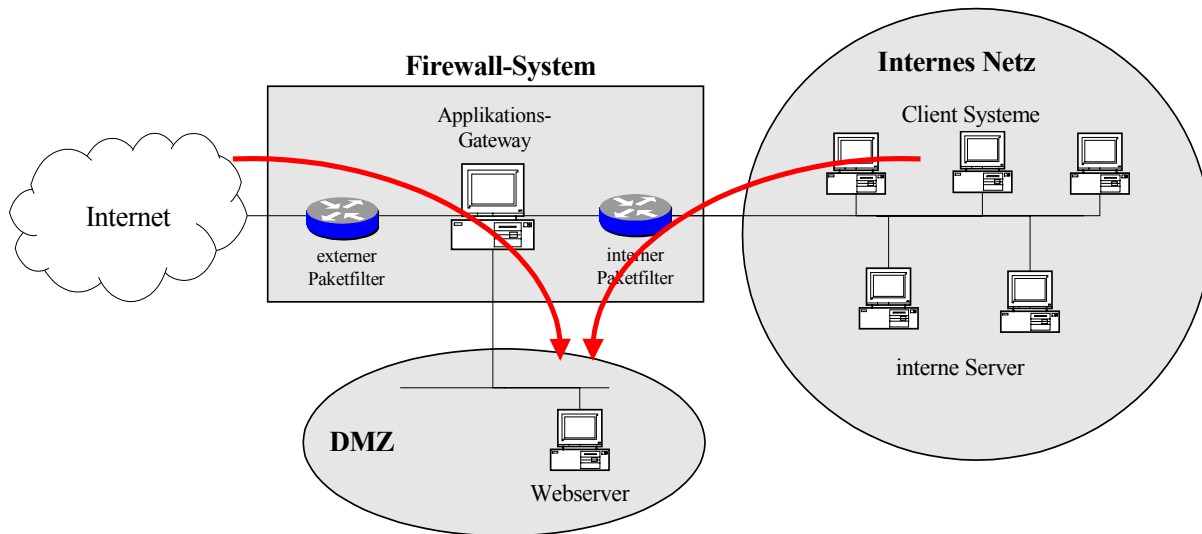 Firewall-System
Internes Netz
Applikations-
Gateway
Client Systeme
Internet
externer
Paketfilter
interner
Paketfilter
interne Server
DMZ
Webserver